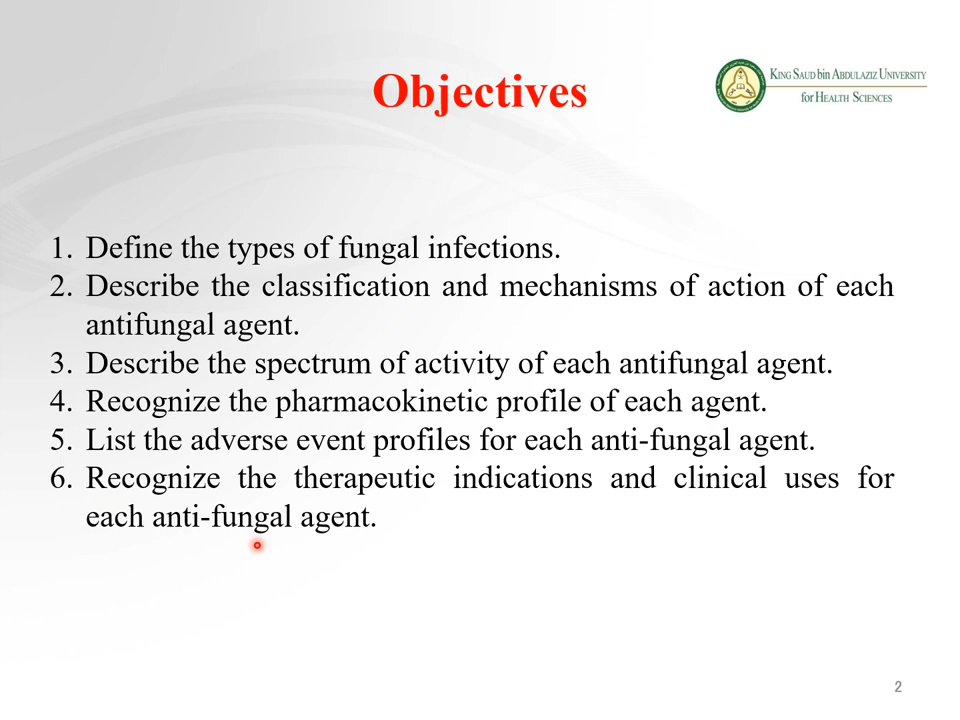 Objectives
KING SAUD bin ABDULAZIZ UNIVERSITY
for HEALTH SCIENCES
1. Define the types of fungal infections.
2. Describe the classification and mechanisms of action of each
antifungal agent.
3. Describe the spectrum of activity of each antifungal agent.
4. Recognize the pharmacokinetic profile of each agent.
5. List the adverse event profiles for each anti-fungal agent.
6. Recognize the therapeutic indications and clinical uses for
each anti-fungal agent.
2